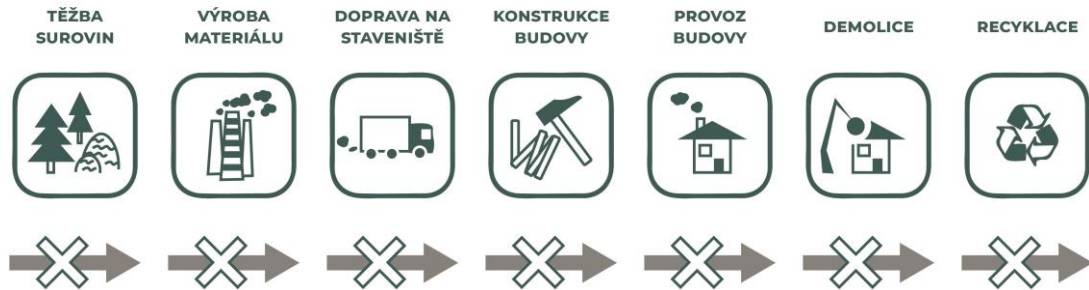 TĚŽBA
SUROVIN
VÝROBA
MATERIÁLU
DOPRAVA NA
STAVENIŠTĚ
KONSTRUKCE
BUDOVY
PROVOZ
BUDOVY
DEMOLICE
RECYKLACE